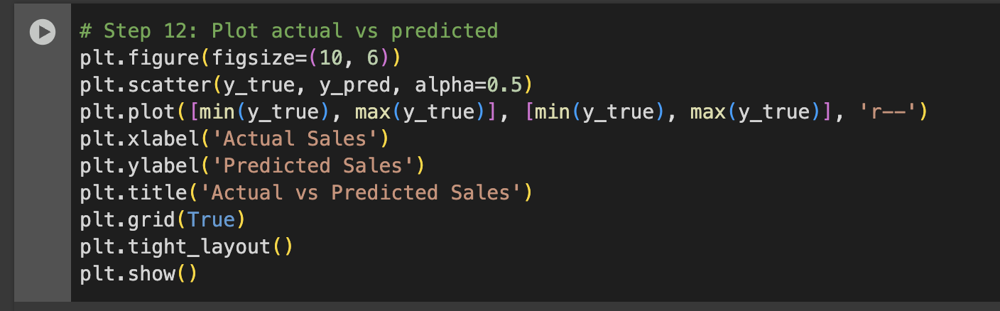 # Step 12: Plot actual vs predicted
plt.figure(figsize=(10, 6))
plt.scatter(y_true, y_pred, alpha=0.5)
plt.plot([min(y_true), max(y_true)], [min(y_true), max(y_true)], 'r--')
plt.xlabel('Actual Sales')
plt.ylabel('Predicted Sales')
plt.title('Actual vs Predicted Sales')
plt.grid(True)
plt.tight_layout()
plt.show()